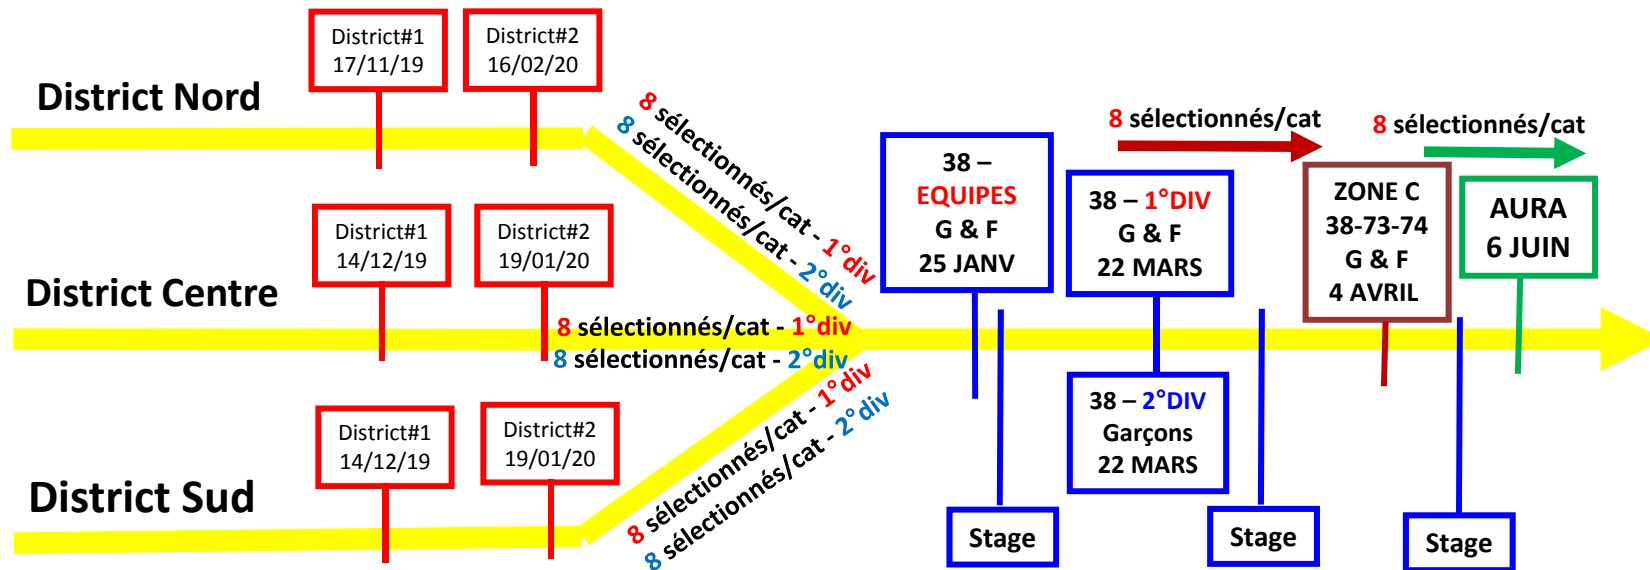 District Nord
District#1
17/11/19
District#2
16/02/20
8 sélectionnés/cat - 1°div
8 sélectionnés/cat - 2°div
District Centre
District#1
14/12/19
District#2
19/01/20
8 sélectionnés/cat - 1°div
8 sélectionnés/cat - 2°div
District Sud
District#1
14/12/19
District#2
19/01/20
8 sélectionnés/cat - 1°div
8 sélectionnés/cat - 2°div
38 –
EQUIPES
G & F
25 JANV
Stage
38 – 1°DIV
G & F
22 MARS
38 – 2°DIV
Garçons
22 MARS
Stage
8 sélectionnés/cat
ZONE C
38-73-74
G & F
4 AVRIL
Stage
8 sélectionnés/cat
AURA
6 JUIN